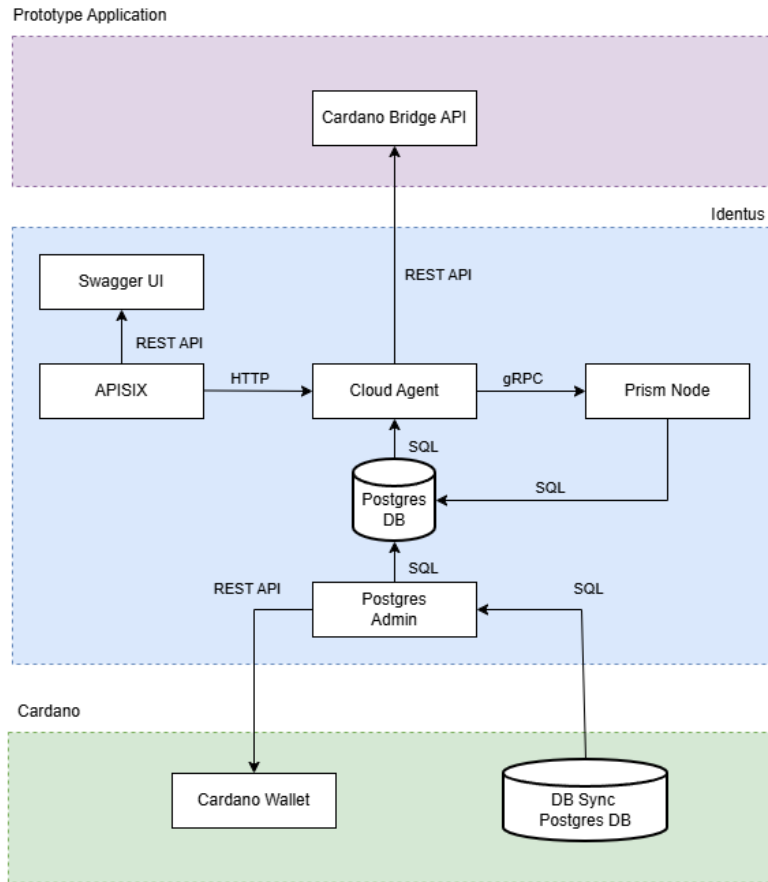 Prototype Application
Cardano Bridge API
Identus
REST API
Swagger UI
REST API
APISIX
HTTP
Cloud Agent
gRPC
Prism Node
SQL
Postgres
DB
SQL
SQL
REST API
Postgres
Admin
SQL
Cardano
Cardano Wallet
DB Sync
Postgres DB